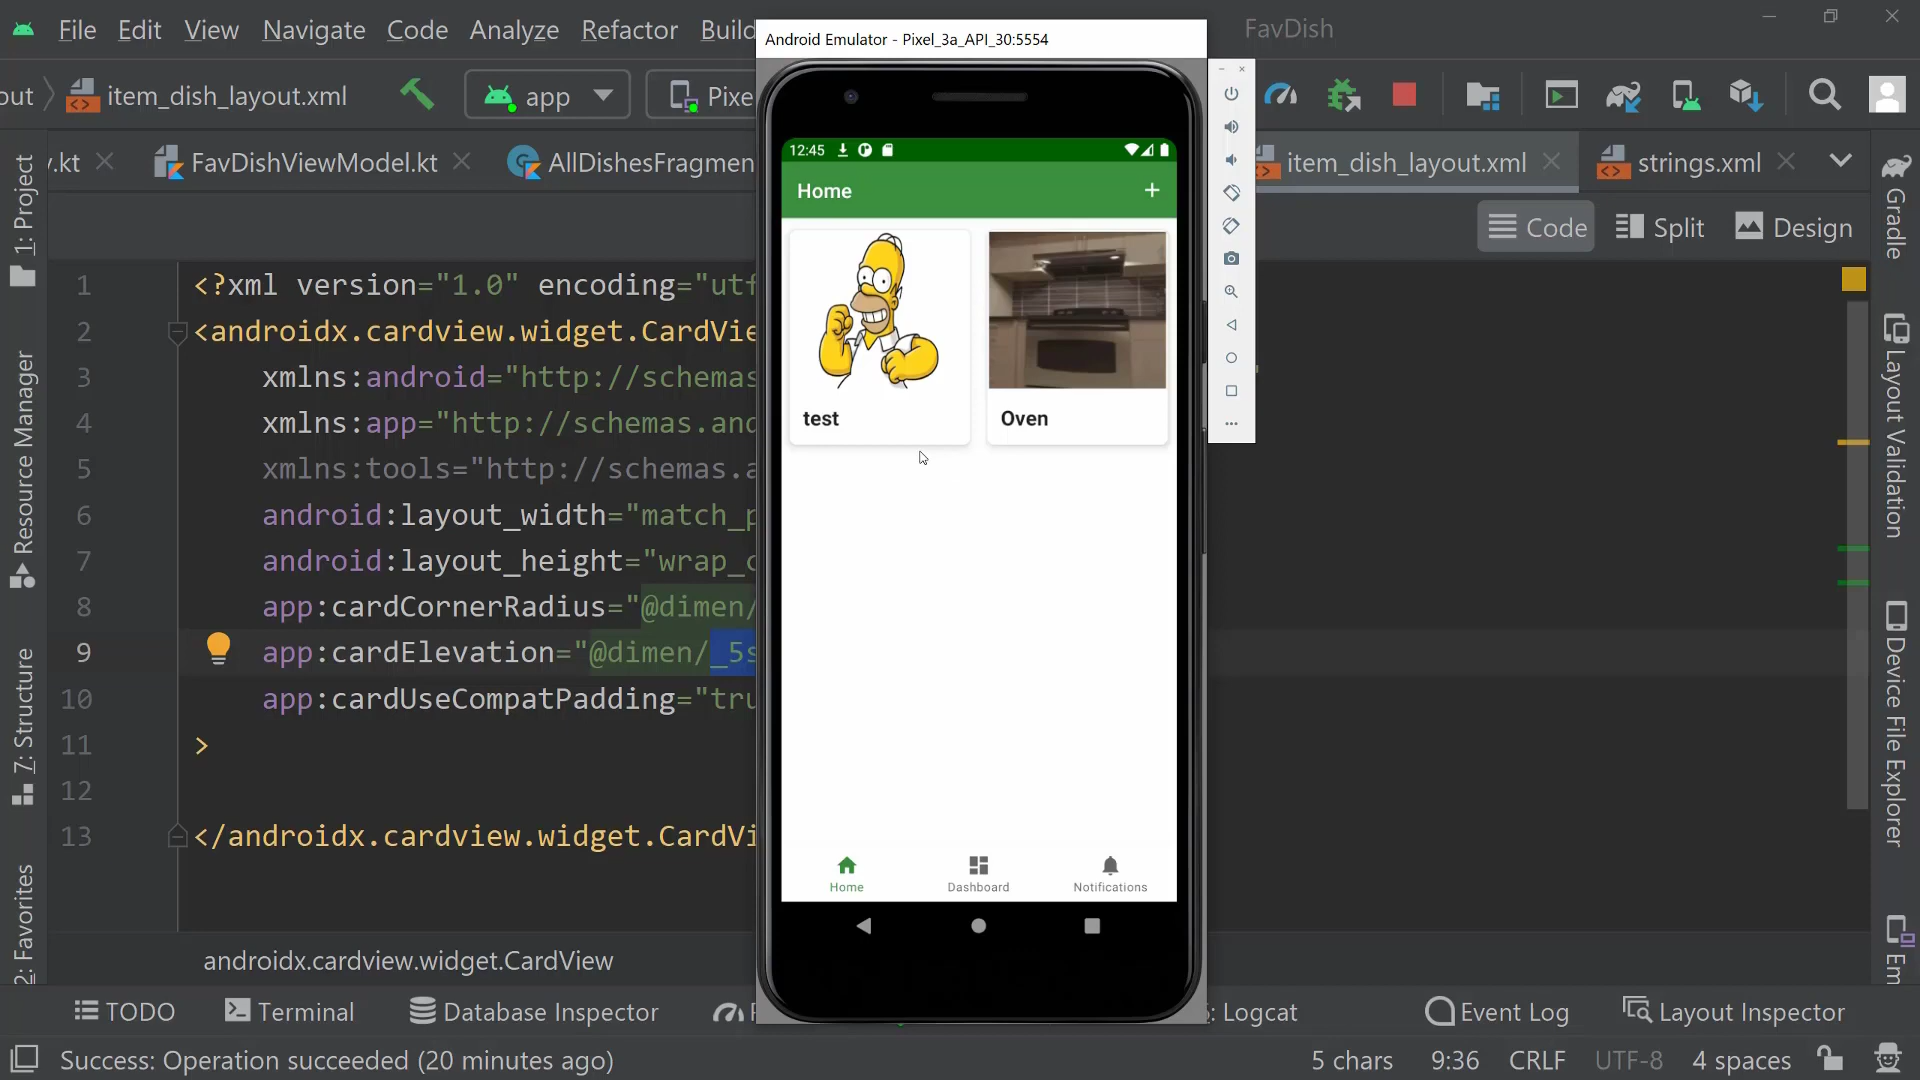 File Edit View Navigate Code Analyze Refactor Build
FavDish
Android Emulator - Pixel_3a_API_30:5554
out item_dish_layout.xml
app
Pixe
.kt
FavDishViewModel.kt
AllDishesFragmen
item_dish_layout.xml
strings.xml
Code
Split
Design
1: Project
Resource Manager
7: Structure
2: Favorites
1 <?xml version="1.0" encoding="utf
2 <androidx.cardview.widget.CardVie
3 xmlns:android="http://schemas
4 xmlns:app="http://schemas.and
5 xmlns:tools="http://schemas.a
6 android:layout_width="match_p
7 android:layout_height="wrap_c
8 app:cardCornerRadius="@dimen/
9 app:cardElevation="@dimen/_5s
10 app:cardUseCompatPadding="tru
11 >
12
13 </androidx.cardview.widget.CardVi
12:45
Home
+
test
Oven
Home
Dashboard
Notifications
Gradle
Layout Validation
Device File Explorer
Em
androidx.cardview.widget.CardView
TODO
Terminal
Database Inspector
: Logcat
Event Log
Layout Inspector
Success: Operation succeeded (20 minutes ago)
5 chars
9:36
CRLF
UTF-8
4 spaces